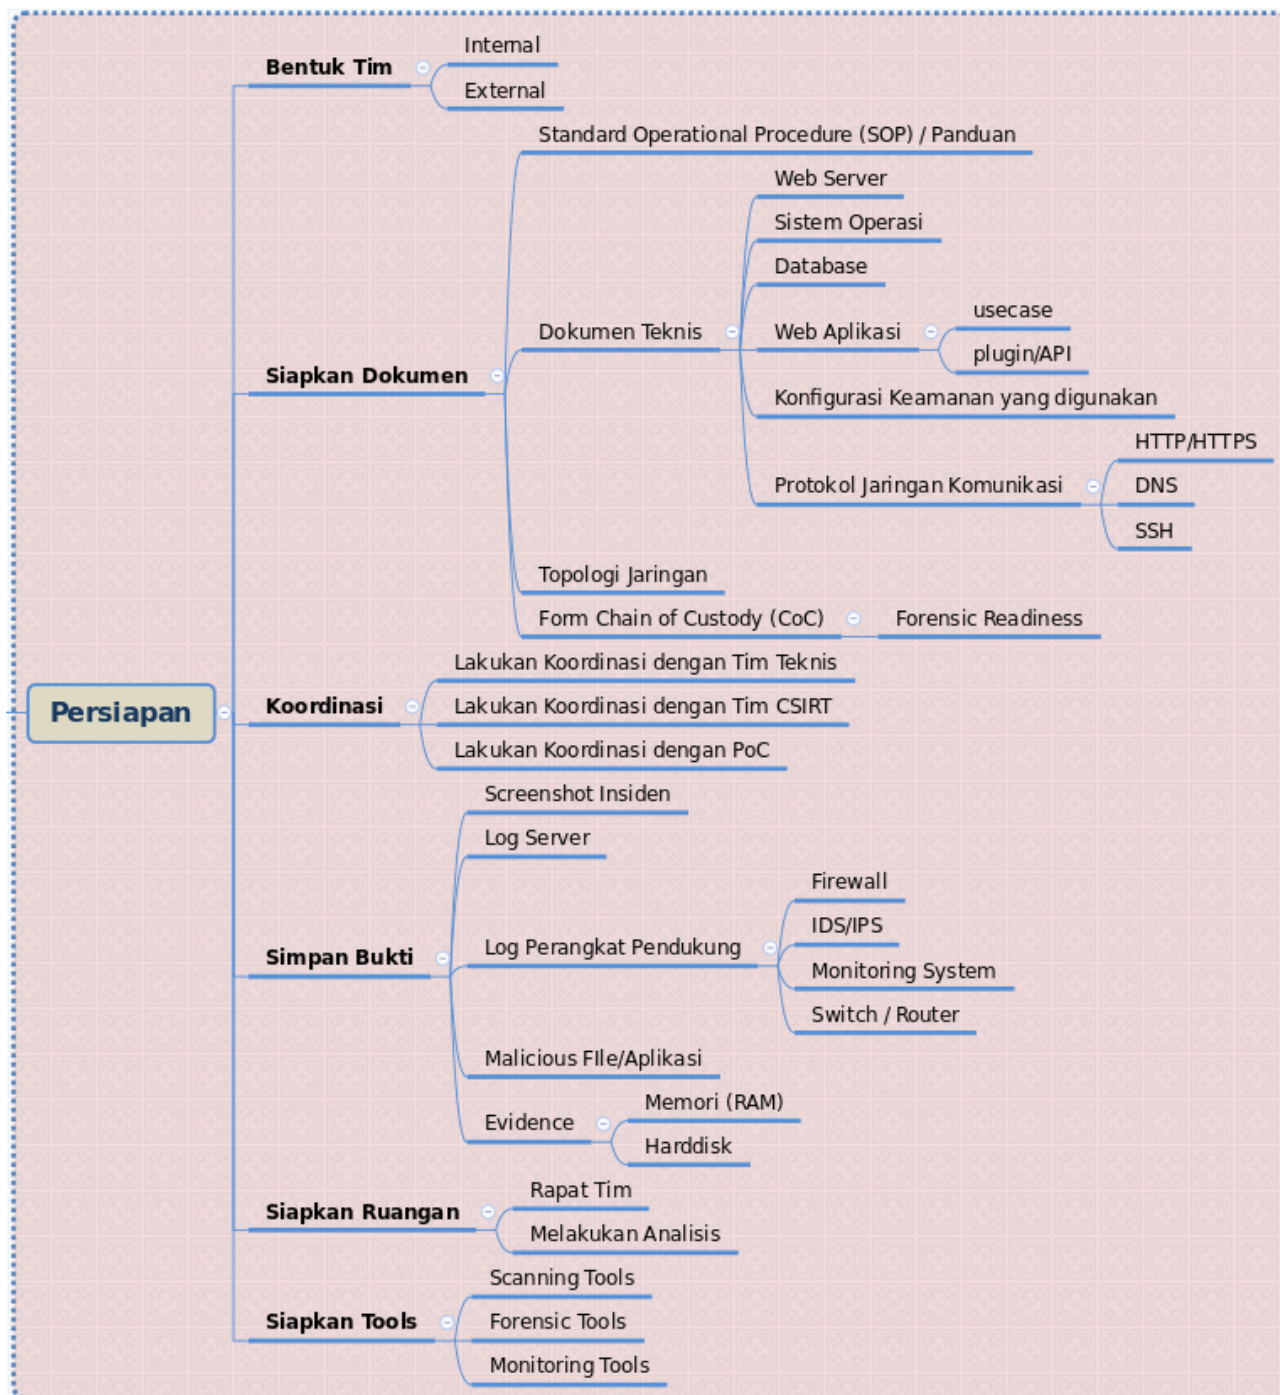 Internal
Bentuk Tim
External
Standard Operational Procedure (SOP) / Panduan
Web Server
Sistem Operasi
Database
usecase
Dokumen Teknis
Web Aplikasi
plugin/API
Siapkan Dokumen
Konfigurasi Keamanan yang digunakan
HTTP/HTTPS
Protokol Jaringan Komunikasi
DNS
SSH
Topologi Jaringan
Form Chain of Custody (CoC)
Forensic Readiness
Lakukan Koordinasi dengan Tim Teknis
Persiapan
Koordinasi
Lakukan Koordinasi dengan Tim CSIRT
Lakukan Koordinasi dengan PoC
Screenshot Insiden
Log Server
Firewall
IDS/IPS
Simpan Bukti
Log Perangkat Pendukung
Monitoring System
Switch / Router
Malicious FIle/Aplikasi
Memori (RAM)
Evidence
Harddisk
Rapat Tim
Siapkan Ruangan
Melakukan Analisis
Scanning Tools
Siapkan Tools
Forensic Tools
Monitoring Tools